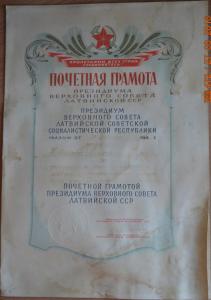 ПОЧЕТНАЯ ГРАМОТА
ПРЕЗИДИУМА
ВЕРХОВНОГО СОВЕТА
ЛАТВИЙСКОЙ ССР
ПРЕЗИДИУМ
ВЕРХОВНОГО СОВЕТА
ЛАТВИЙСКОЙ СОВЕТСКОЙ
СОЦИАЛИСТИЧЕСКОЙ РЕСПУБЛИКИ
ПОЧЕТНОЙ ГРАМОТОЙ
ПРЕЗИДИУМА ВЕРХОВНОГО СОВЕТА
ЛАТВИЙСКОЙ ССР